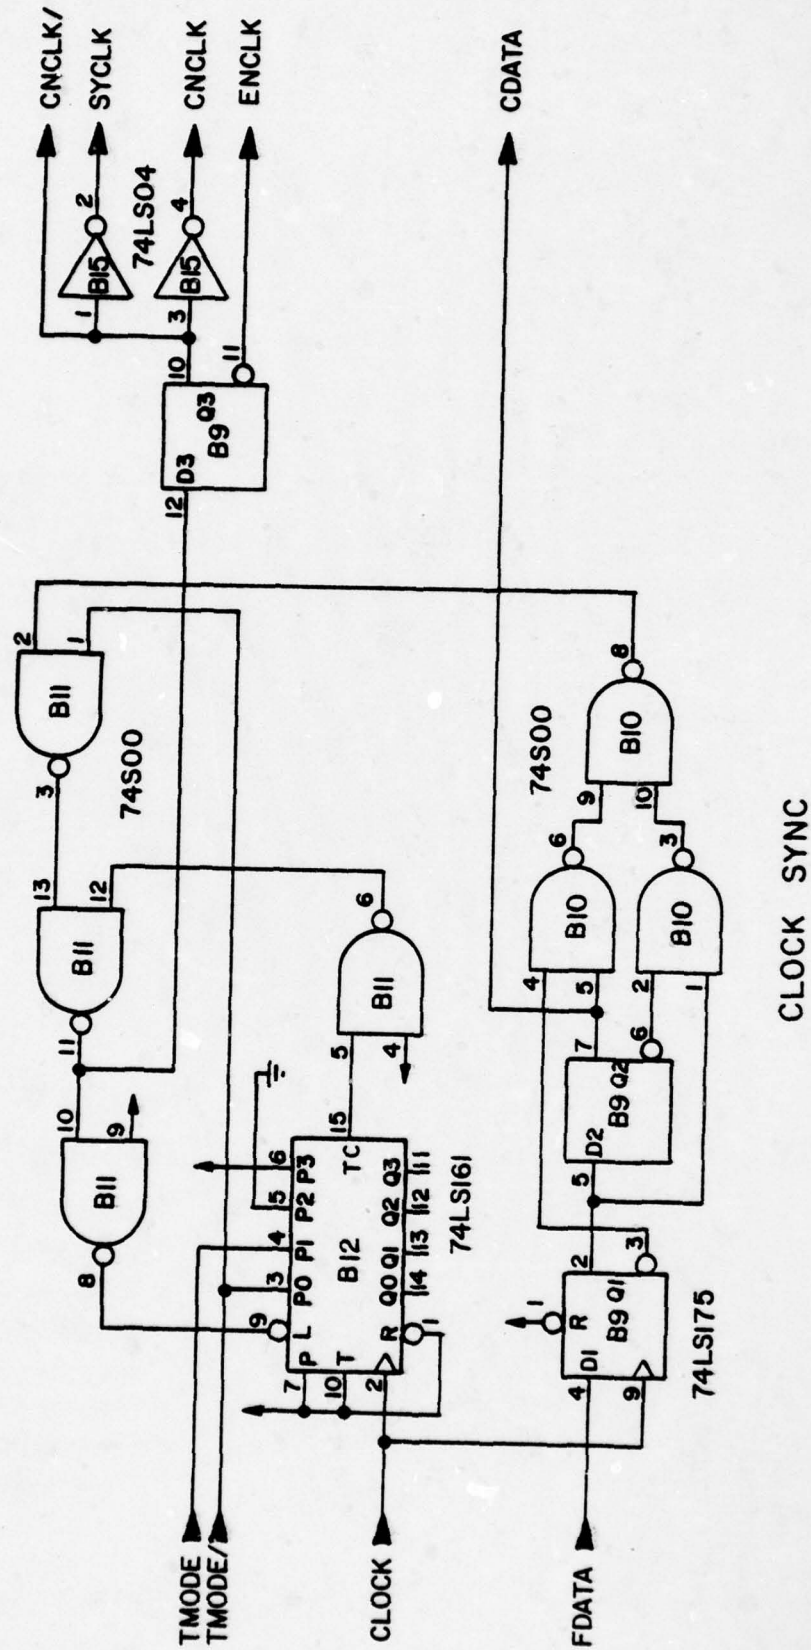 CNCLK/
SYCLK
CNCLK
ENCLK
CDATA
2
4
B15
B15
74LS04
1
3
10
11
Q3
B9
D3
12
2
1
B11
3
74S00
13
12
B11
11
6
B11
5
4
10
9
B11
8
15
TC
6
5
4
3
P3
P2
P1
P0
9
L
B12
Q3
Q2
Q1
Q0
11
12
13
14
P
T
R
1
7
10
2
74LS161
8
B10
74S00
9
10
6
3
B10
B10
4
5
2
1
7
6
Q2
B9
D2
5
2
3
1
R
Q1
B9
D1
4
9
74LS175
TMODE
TMODE/
CLOCK
FDATA
CLOCK SYNC